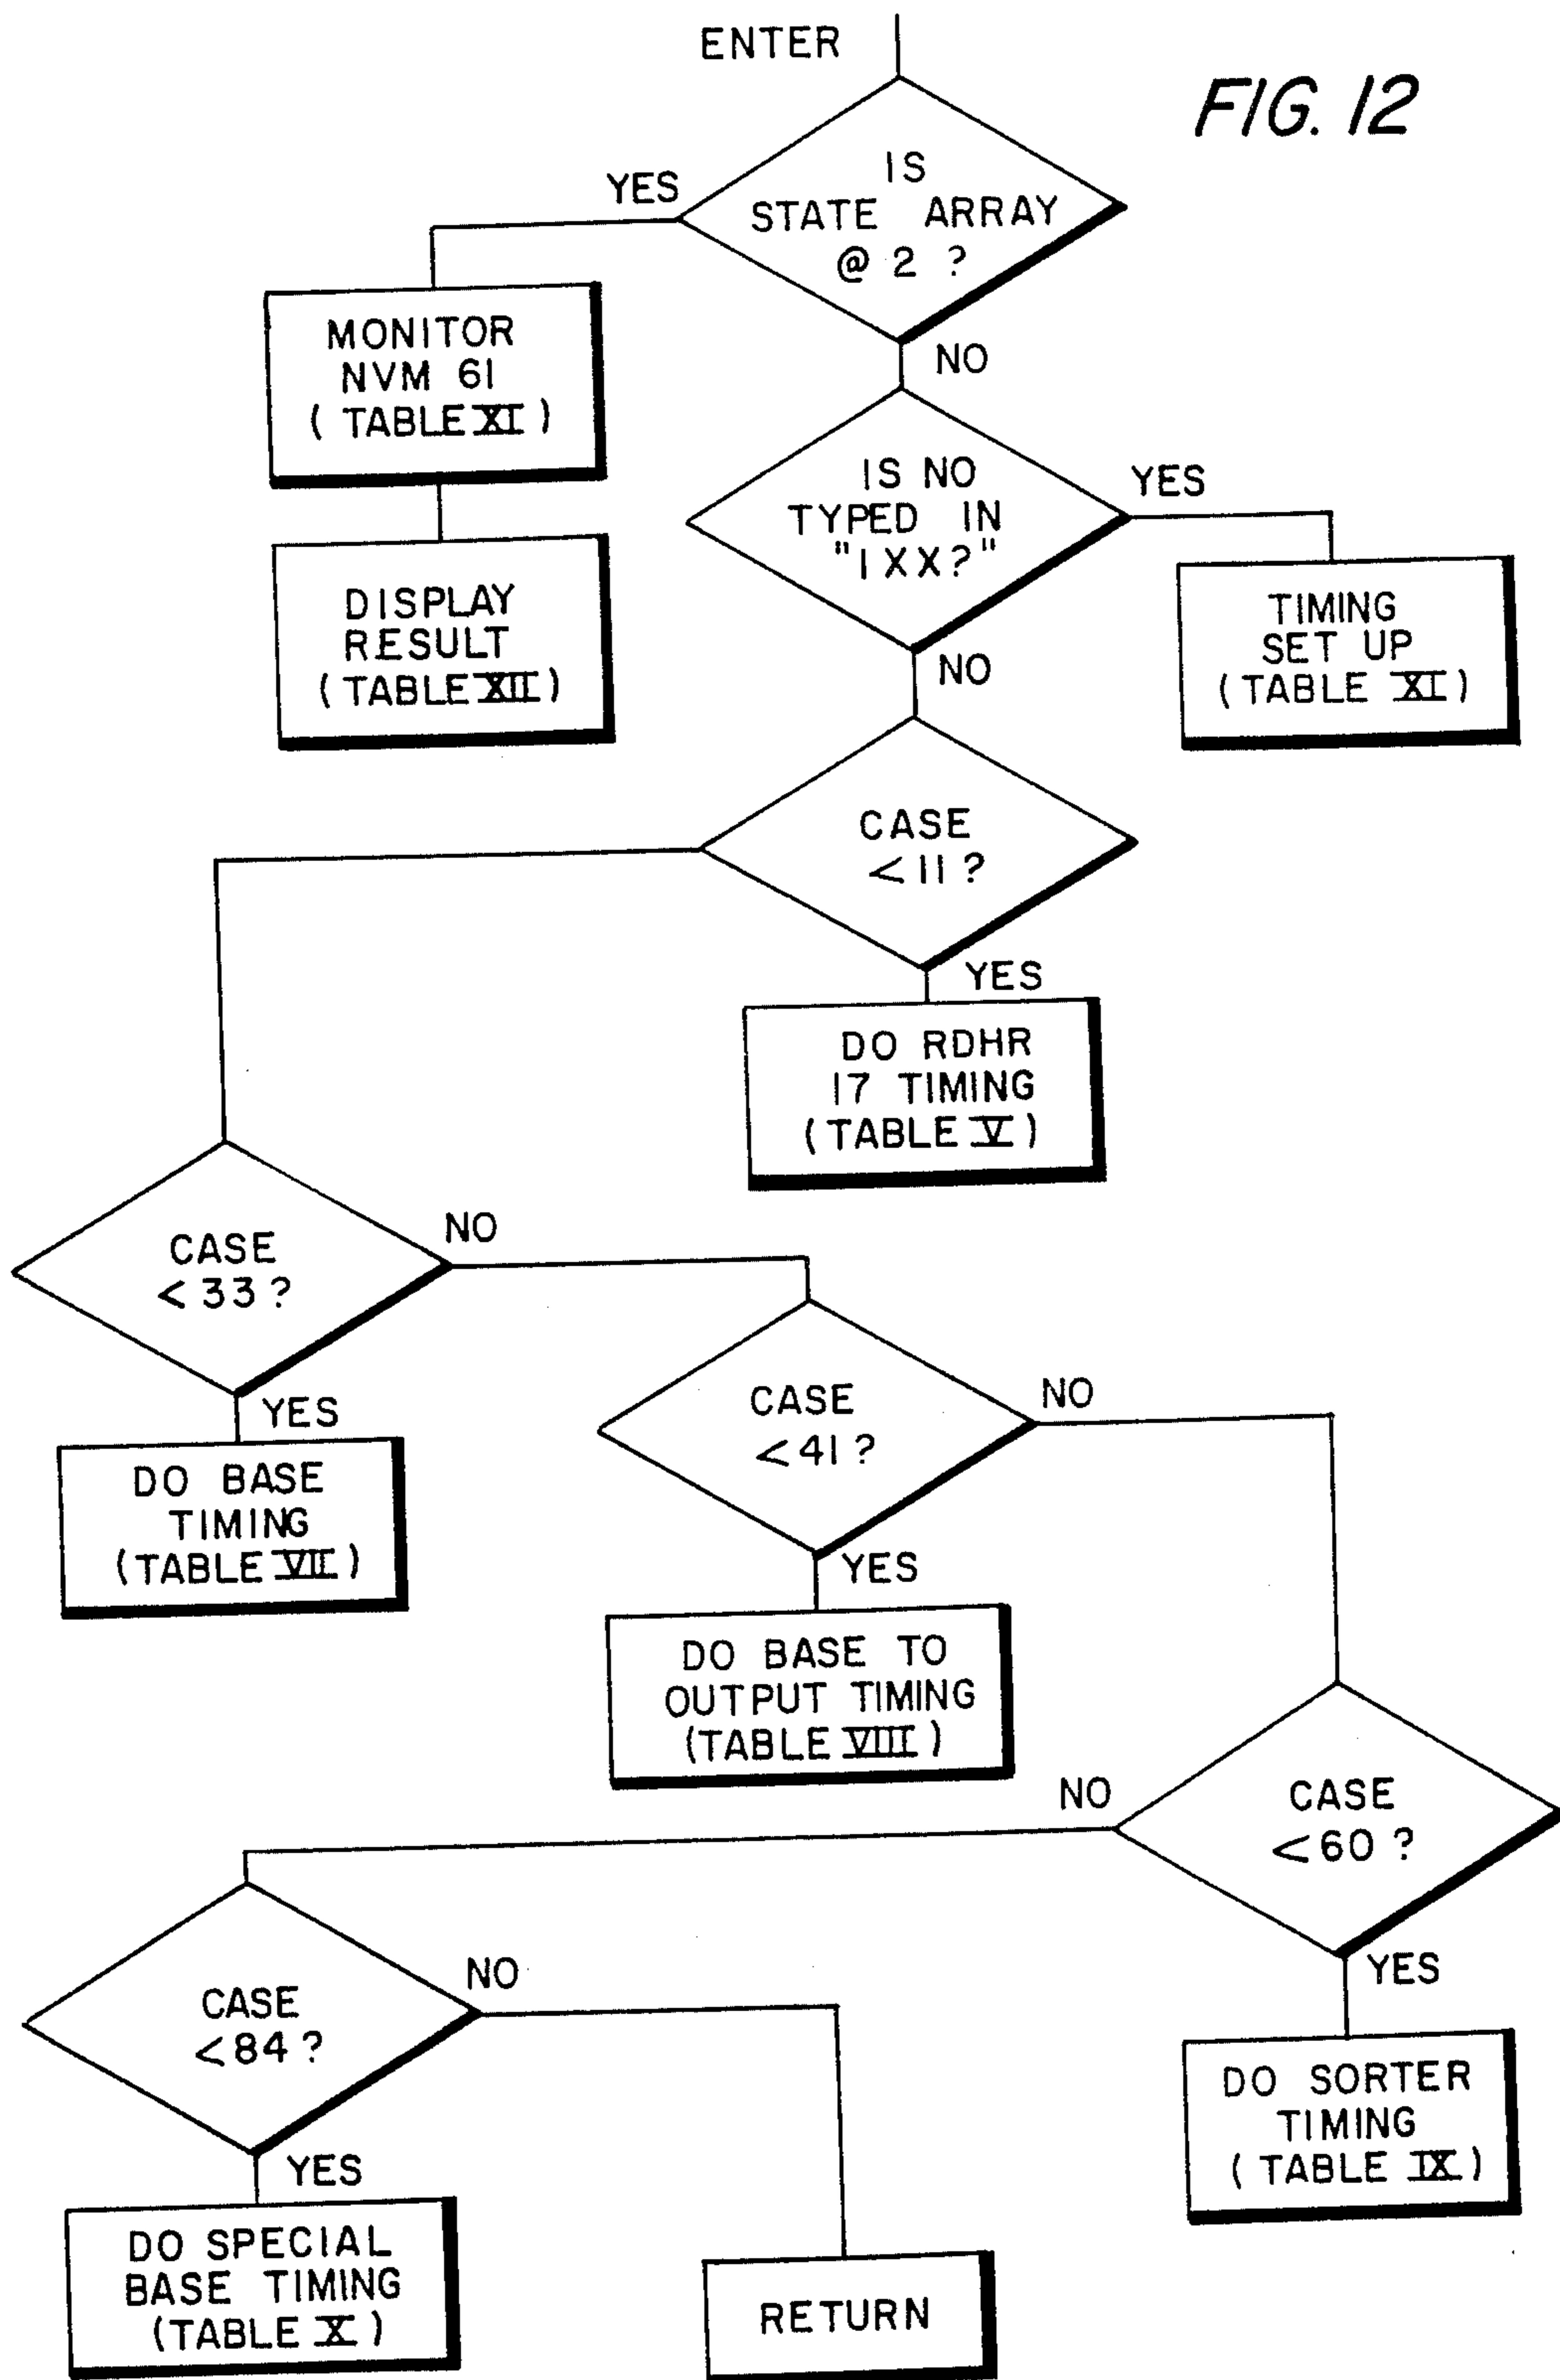 ENTER
FIG. 12
IS
STATE ARRAY
@ 2 ?
YES
NO
MONITOR
NVM 61
( TABLE XI )
DISPLAY
RESULT
( TABLE XII )
IS NO
TYPED IN
"1XX?"
YES
NO
TIMING
SET UP
( TABLE XI )
CASE
<11?
YES
DO RDHR
17 TIMING
( TABLE V )
CASE
<33?
NO
YES
DO BASE
TIMING
(TABLE VII )
CASE
<41?
NO
YES
DO BASE TO
OUTPUT TIMING
(TABLE VIII )
CASE
<60 ?
NO
YES
DO SORTER
TIMING
( TABLE IX )
CASE
<84?
NO
YES
DO SPECIAL
BASE TIMING
(TABLE X )
RETURN